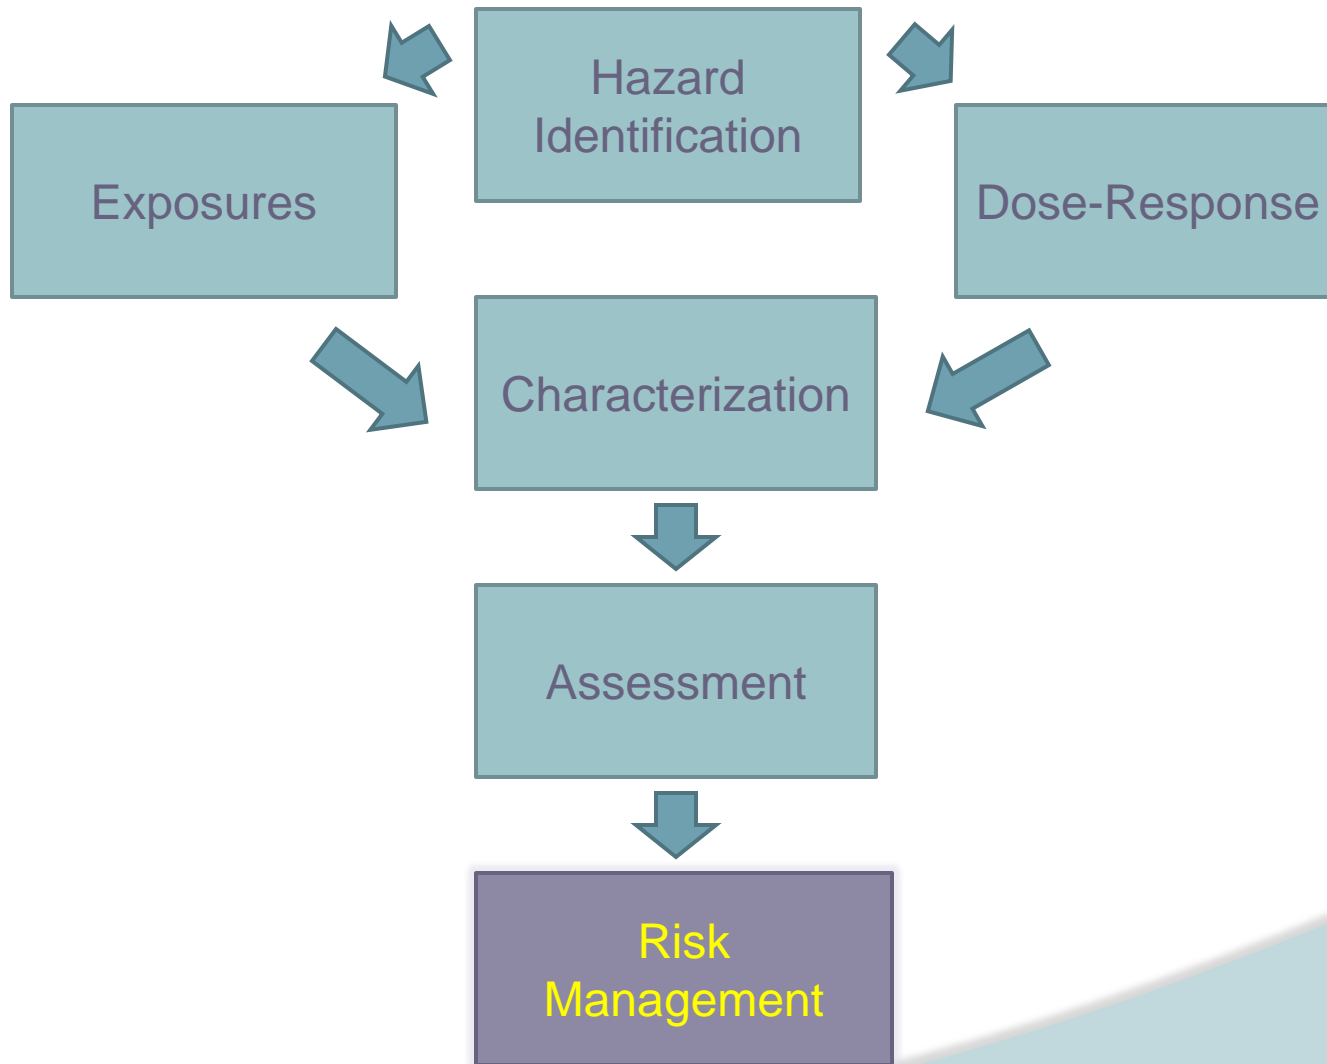 Hazard
Identification
Exposures
Dose-Response
Characterization
Assessment
Risk
Management